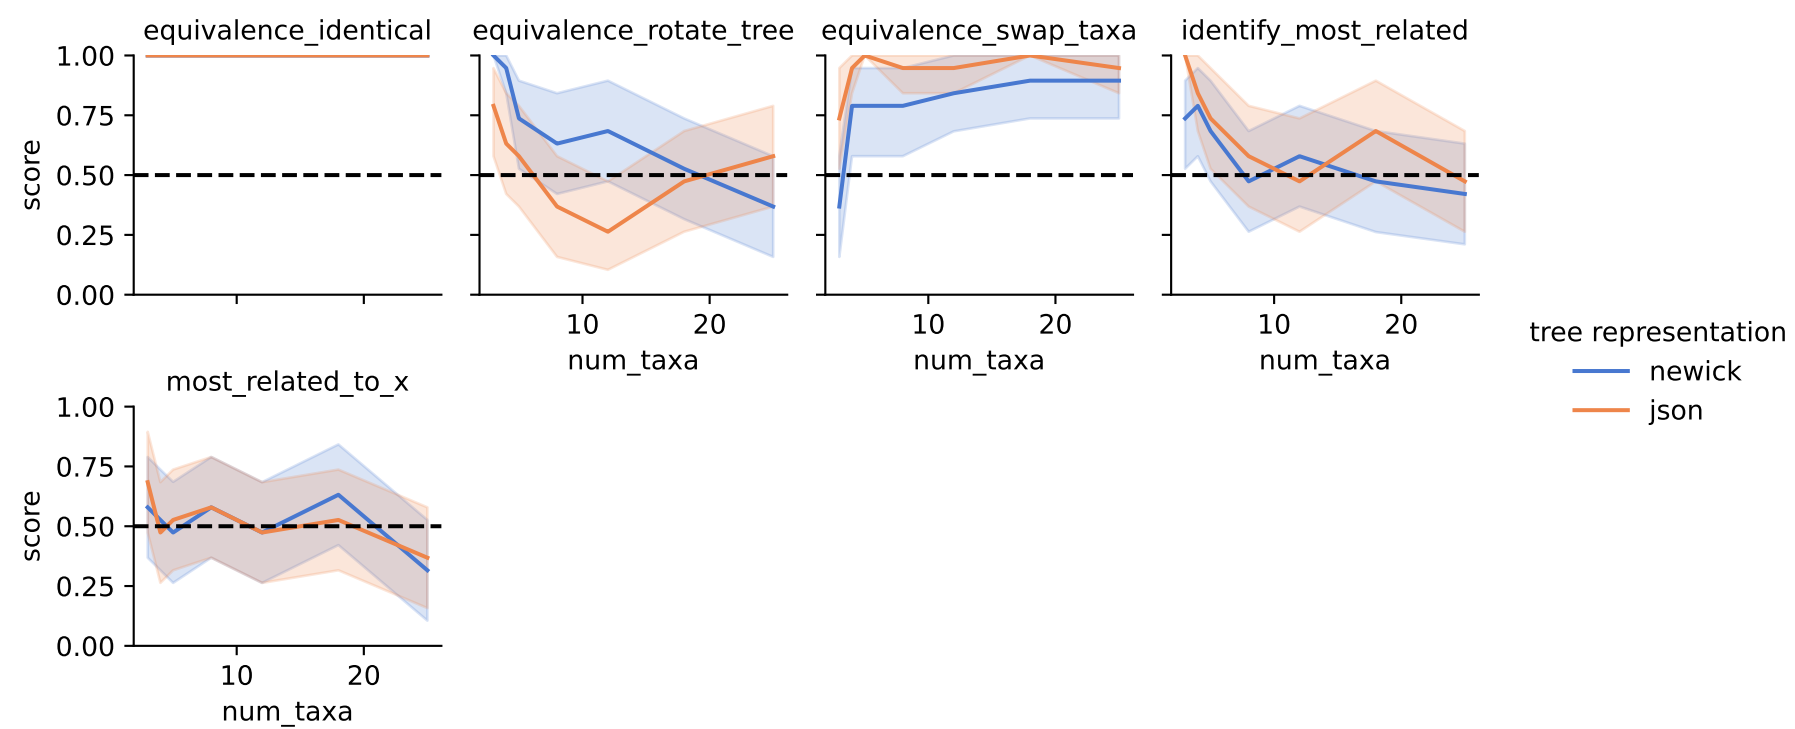 equivalence_identical
equivalence_rotate_tree
equivalence_swap_taxa
identify_most_related
score
1.00
0.75
0.50
0.25
0.00
10
20
num_taxa
10
20
num_taxa
10
20
num_taxa
most_related_to_x
score
1.00
0.75
0.50
0.25
0.00
10
20
num_taxa
tree representation
newick
json